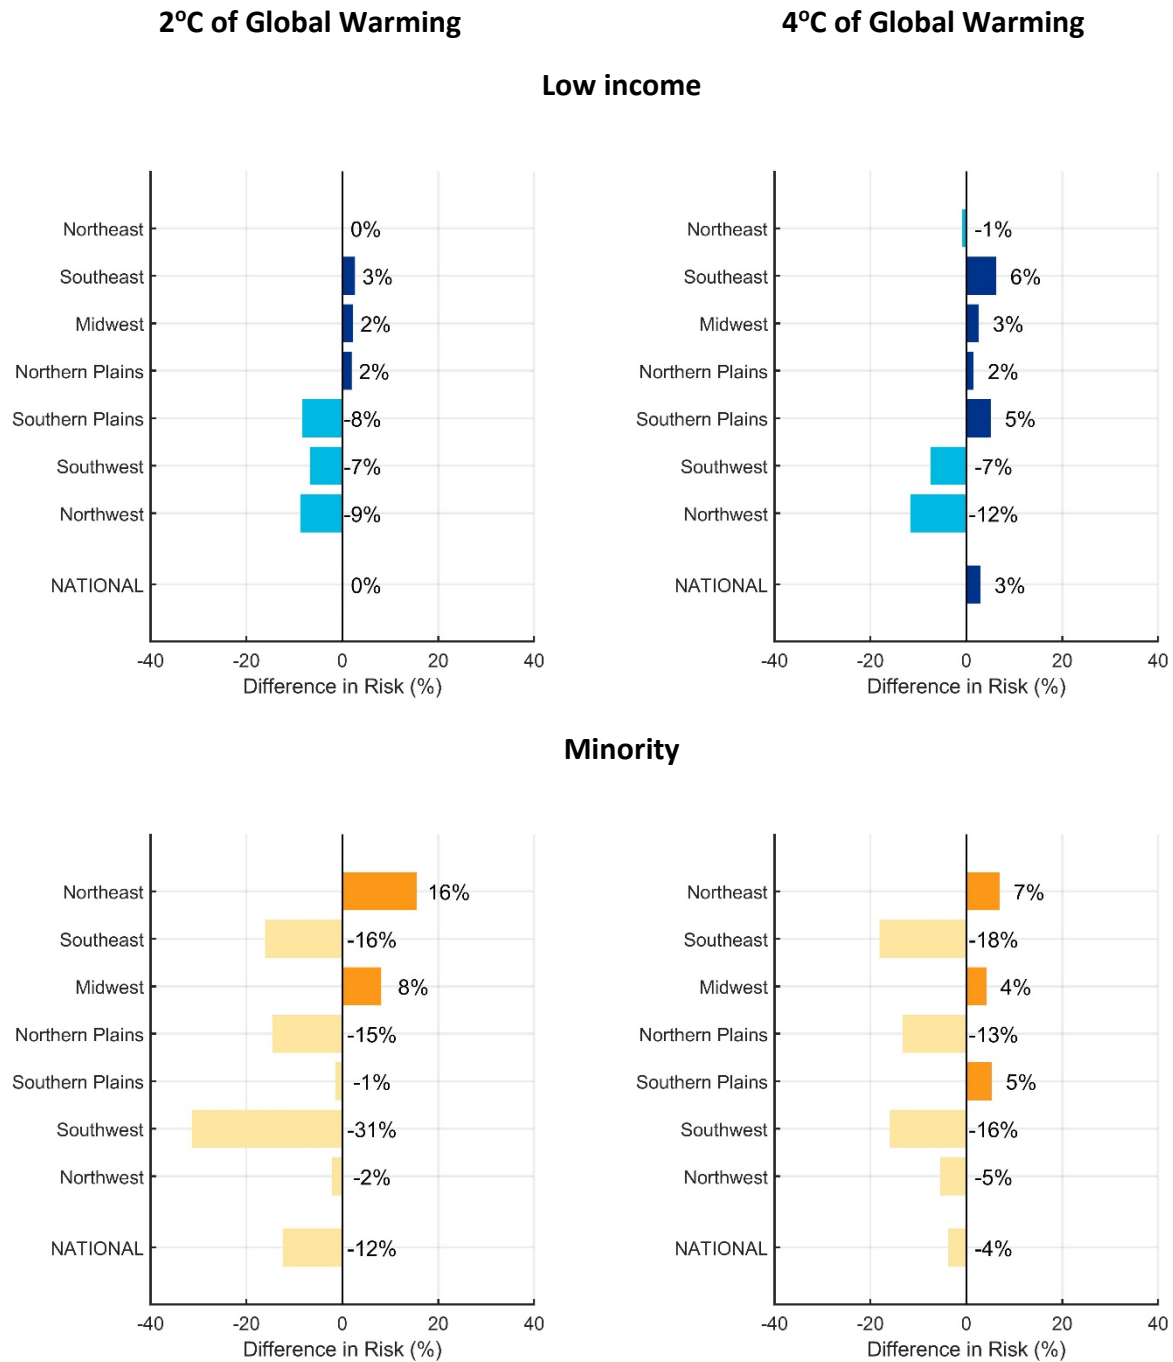 2°C of Global Warming
4°C of Global Warming
Low income
Northeast 0%
Southeast 3%
Midwest 2%
Northern Plains 2%
Southern Plains -8%
Southwest -7%
Northwest -9%
NATIONAL 0%
-40 -20 0 20 40
Difference in Risk (%)
Northeast -1%
Southeast 6%
Midwest 3%
Northern Plains 2%
Southern Plains 5%
Southwest -7%
Northwest -12%
NATIONAL 3%
-40 -20 0 20 40
Difference in Risk (%)
Minority
Northeast 16%
Southeast -16%
Midwest 8%
Northern Plains -15%
Southern Plains -1%
Southwest -31%
Northwest -2%
NATIONAL -12%
-40 -20 0 20 40
Difference in Risk (%)
Northeast 7%
Southeast -18%
Midwest 4%
Northern Plains -13%
Southern Plains 5%
Southwest -16%
Northwest -5%
NATIONAL -4%
-40 -20 0 20 40
Difference in Risk (%)